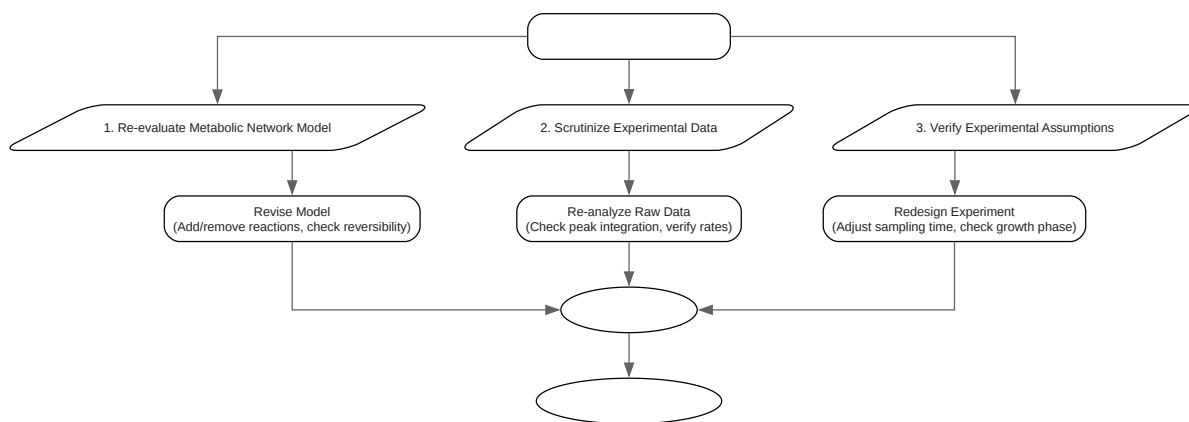 1. Re-evaluate Metabolic Network Model
2. Scrutinize Experimental Data
3. Verify Experimental Assumptions
Revise Model
(Add/remove reactions, check reversibility)
Re-analyze Raw Data
(Check peak integration, verify rates)
Redesign Experiment
(Adjust sampling time, check growth phase)